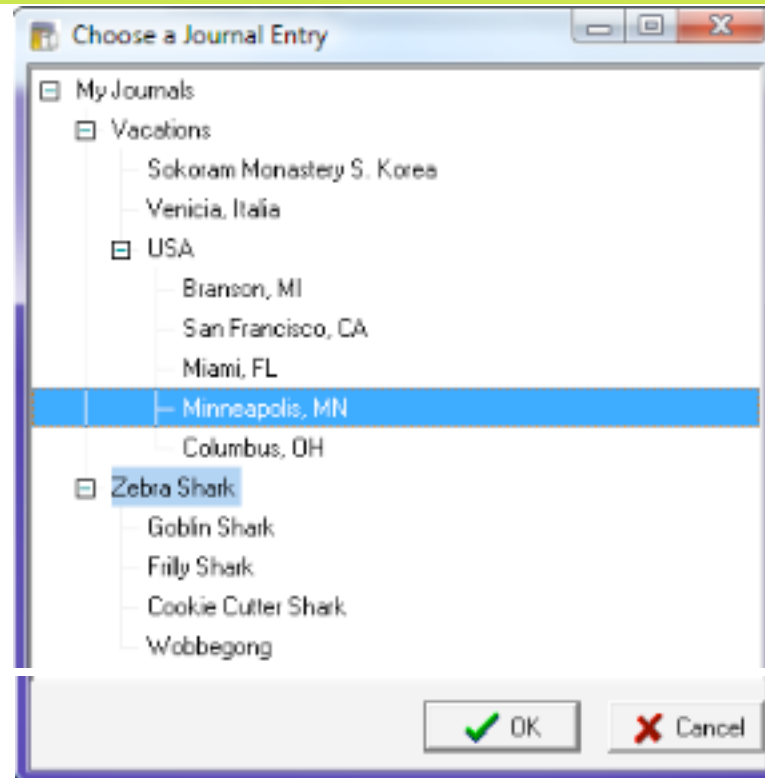 Choose a Journal Entry
My Journals
Vacations
Sokoram Monastery S. Korea
Venicia, Italia
USA
Branson, MI
San Francisco, CA
Miami, FL
Minneapolis, MN
Columbus, OH
Zebra Shark
Goblin Shark
Frilly Shark
Cookie Cutter Shark
Wobbegong
OK Cancel